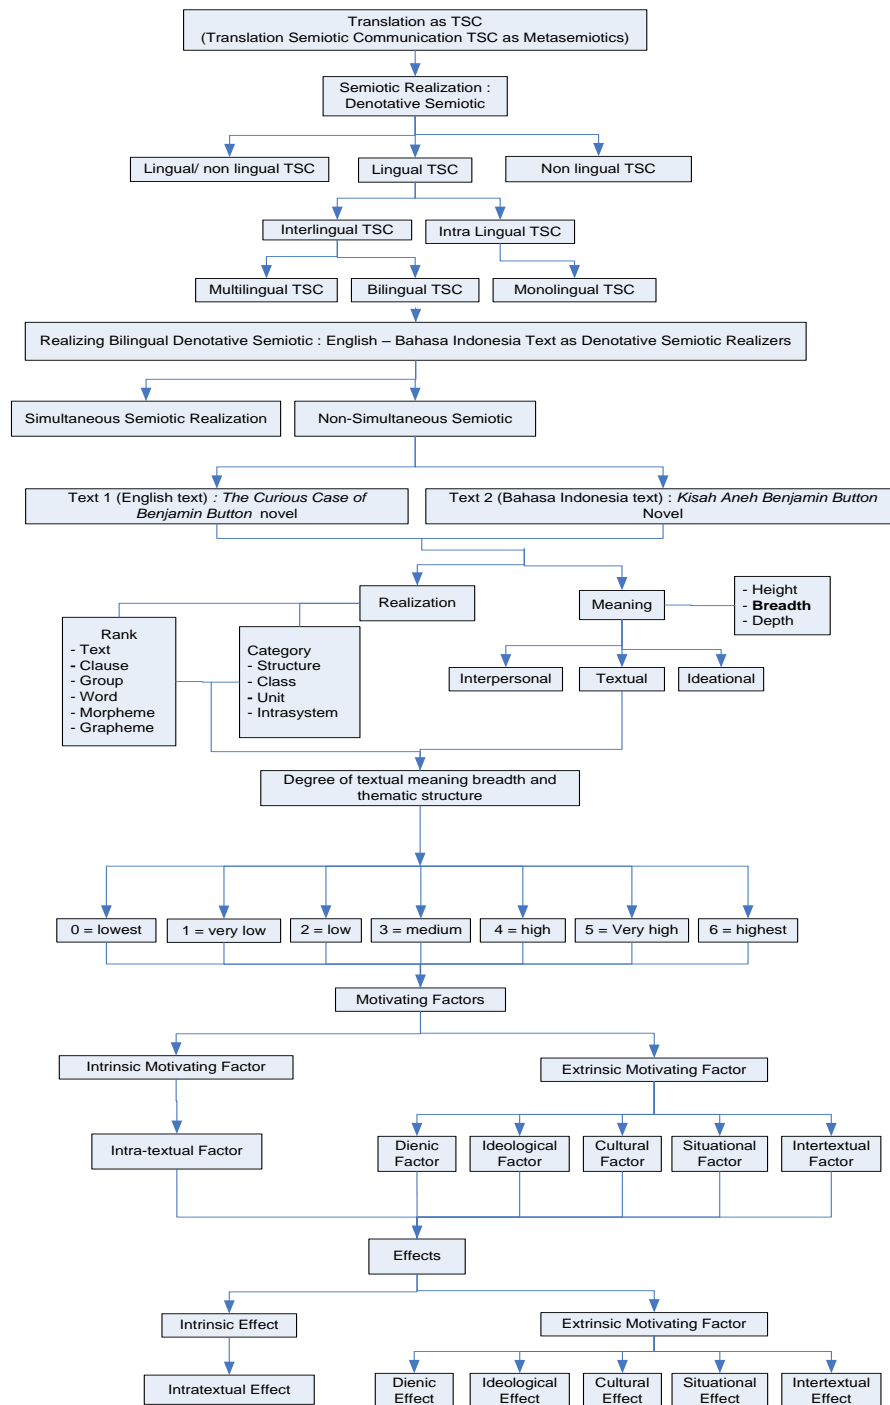 Translation as TSC
(Translation Semiotic Communication TSC as Metasemiotics)
Semiotic Realization :
Denotative Semiotic
Lingual/ non lingual TSC
Lingual TSC
Non lingual TSC
Interlingual TSC
Intra Lingual TSC
Multilingual TSC
Bilingual TSC
Monolingual TSC
Realizing Bilingual Denotative Semiotic : English – Bahasa Indonesia Text as Denotative Semiotic Realizers
Simultaneous Semiotic Realization
Non-Simultaneous Semiotic
Text 1 (English text) : The Curious Case of
Benjamin Button novel
Text 2 (Bahasa Indonesia text) : Kisah Aneh Benjamin Button
Novel
Realization
Meaning
- Height
- Breadth
- Depth
Rank
- Text
- Clause
- Group
- Word
- Morpheme
- Grapheme
Category
- Structure
- Class
- Unit
- Intrasystem
Interpersonal
Textual
Ideational
Degree of textual meaning breadth and
thematic structure
0 = lowest
1 = very low
2 = low
3 = medium
4 = high
5 = Very high
6 = highest
Motivating Factors
Intrinsic Motivating Factor
Extrinsic Motivating Factor
Intra-textual Factor
Dienic
Factor
Ideological
Factor
Cultural
Factor
Situational
Factor
Intertextual
Factor
Effects
Intrinsic Effect
Extrinsic Motivating Factor
Intratextual Effect
Dienic
Effect
Ideological
Effect
Cultural
Effect
Situational
Effect
Intertextual
Effect